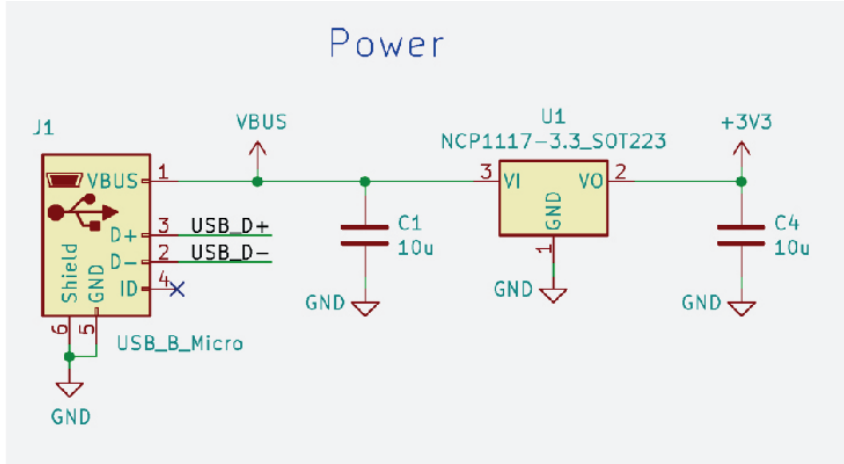 Power
J1
VBUS
U1
NCP1117-3.3_SOT223
+3V3
VBUS
1
3
VI
VO
2
GND
1
D+
3
USB_D+
D-
2
USB_D-
ID
4
Shield
GND
6
5
C1
10u
C4
10u
GND
GND
GND
USB_B_Micro
GND